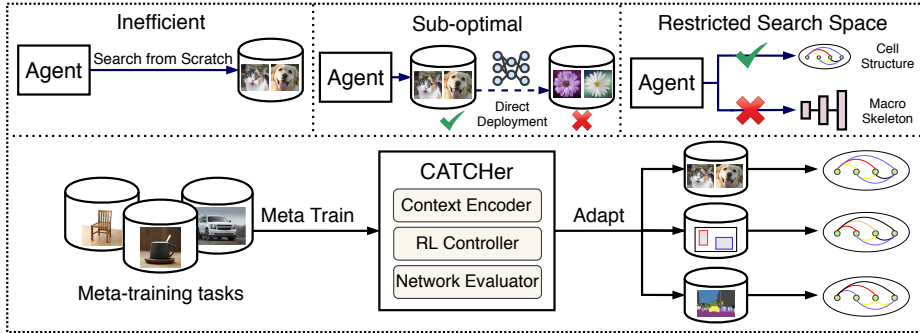 Inefficient
Agent
Search from Scratch
Sub-optimal
Agent
Direct
Deployment
Restricted Search Space
Agent
Cell
Structure
Macro
Skeleton
Meta-training tasks
Meta Train
CATCHer
Context Encoder
RL Controller
Network Evaluator
Adapt